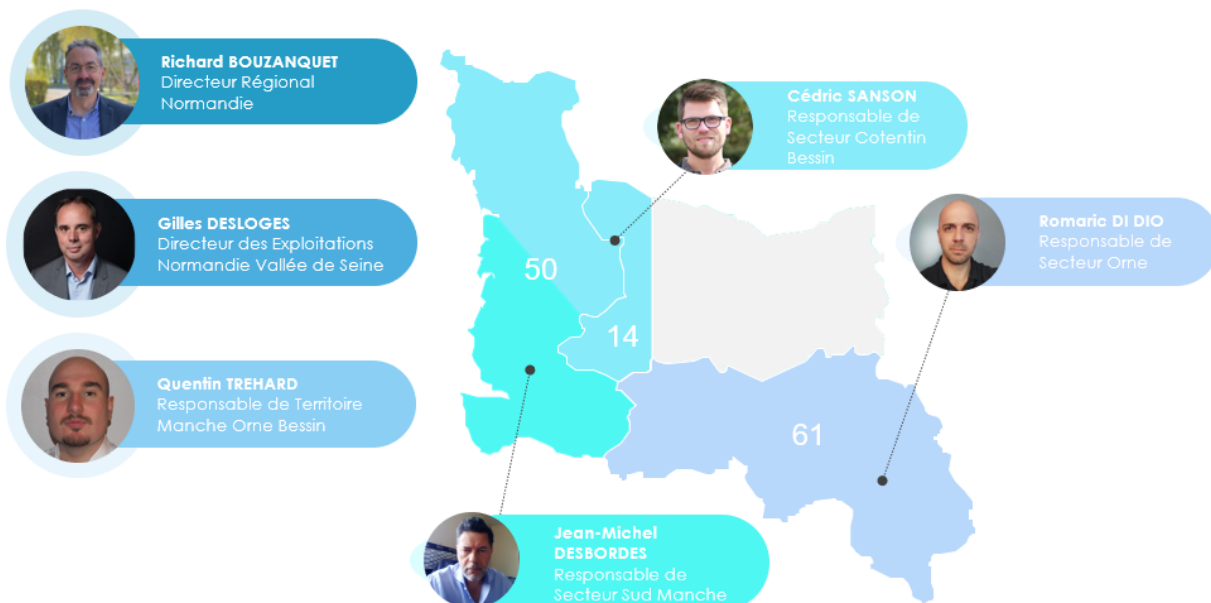 Richard BOUZANQUET
Directeur Régional
Normandie
Gilles DESLOGES
Directeur des Exploitations
Normandie Vallée de Seine
Quentin TREHARD
Responsable de Territoire
Manche Orne Bessin
Cédric SANSON
Responsable de
Secteur Cotentin
Bessin
Romaric DI DIO
Responsable de
Secteur Orne
50
14
61
Jean-Michel
DESBORDES
Responsable de
Secteur Sud Manche